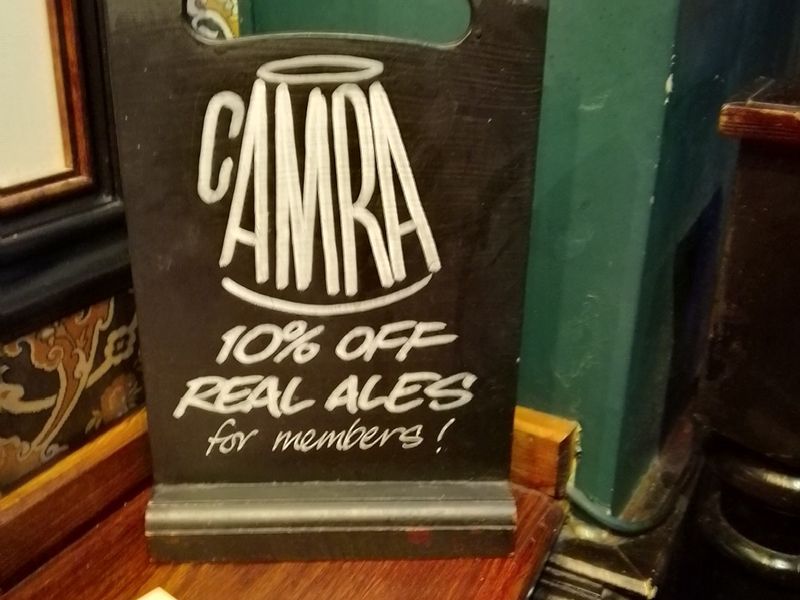 CAMRA
10% OFF
REAL ALES
for members!